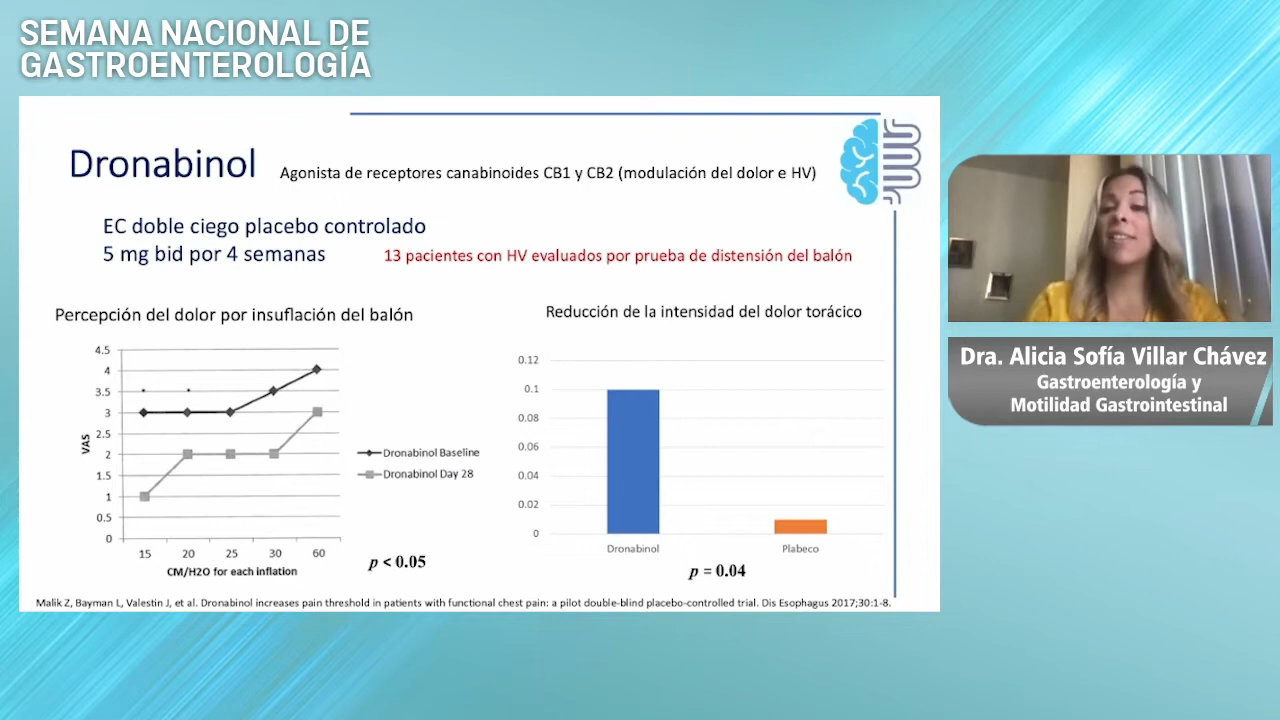 SEMANA NACIONAL DE
GASTROENTEROLOGÍA
Dronabinol
Agonista de receptores canabinoides CB1 y CB2 (modulación del dolor e HV)
EC doble ciego placebo controlado
5 mg bid por 4 semanas
13 pacientes con HV evaluados por prueba de distensión del balón
Percepción del dolor por insuflación del balón
4.5
4
3.5
3
2.5
2
1.5
1
0.5
0
VAS
15 20 25 30 60
CM/H2O for each inflation
Dronabinol Baseline
Dronabinol Day 28
p < 0.05
Reducción de la intensidad del dolor torácico
0.12
0.1
0.08
0.06
0.04
0.02
0
Dronabinol Plabeco
p = 0.04
Malik Z, Bayman L, Valestin J, et al. Dronabinol increases pain threshold in patients with functional chest pain: a pilot double-blind placebo-controlled trial. Dis Esophagus 2017;30:1-8.
Dra. Alicia Sofía Villar Chávez
Gastroenterología y
Motilidad Gastrointestinal